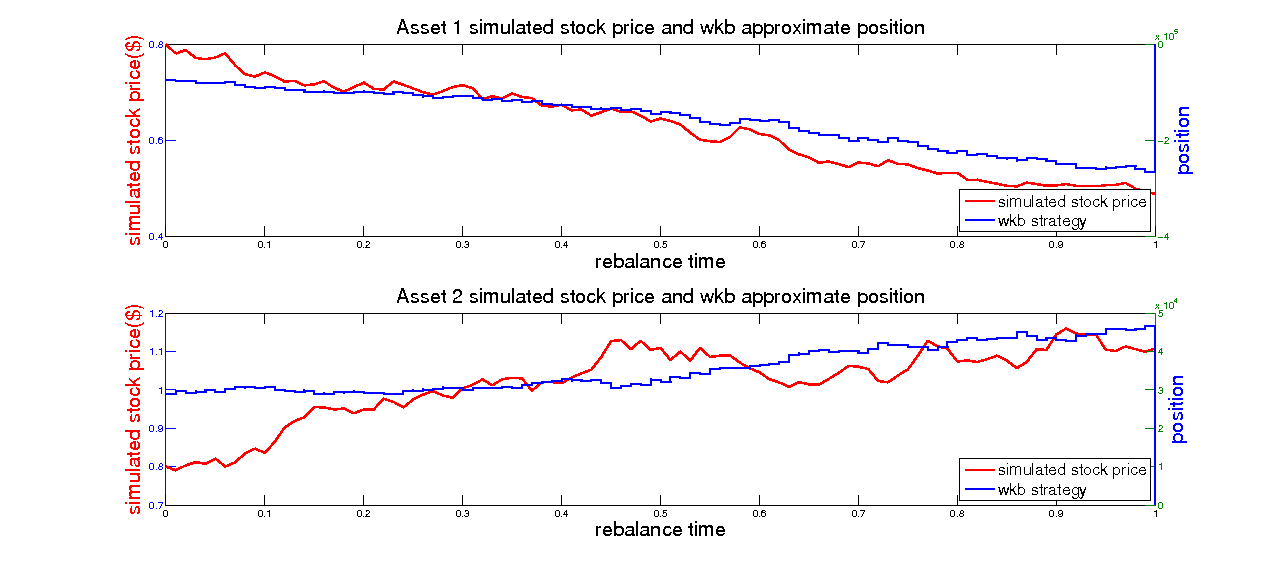 Asset 1 simulated stock price and wkb approximate position
x 10^5
simulated stock price($)
0.8
0.6
0.4
0
-2
-4
position
simulated stock price
wkb strategy
0 0.1 0.2 0.3 0.4 0.5 0.6 0.7 0.8 0.9 1
rebalance time
Asset 2 simulated stock price and wkb approximate position
x 10^4
simulated stock price($)
1.2
1.1
1
0.9
0.8
0.7
5
4
3
2
1
0
position
simulated stock price
wkb strategy
0 0.1 0.2 0.3 0.4 0.5 0.6 0.7 0.8 0.9 1
rebalance time